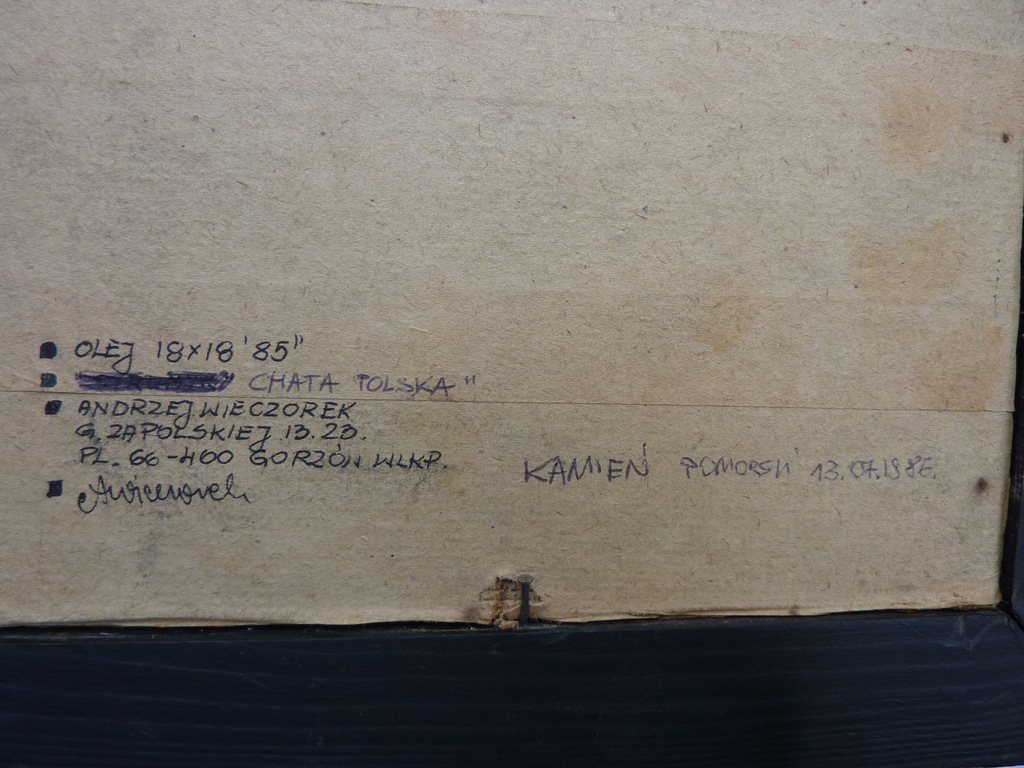 OLEJ 18×18 '85"
CHATA POLSKA"
ANDRZEJ WIECZOREK
G. ZAPOLSKIEJ 13.23.
PL. 66-400 GORZÓW WLKP.
AWieczorek
KAMIEŃ POMORSKI 13.07.1986.